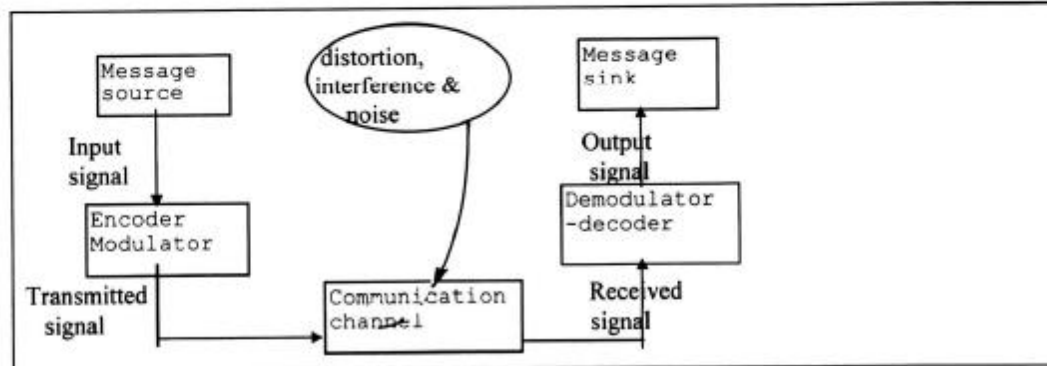 Message
source
distortion,
interference &
noise
Message
sink
Input
signal
Output
signal
Encoder
Modulator
Demodulator
-decoder
Transmitted
signal
Communication
channel
Received
signal